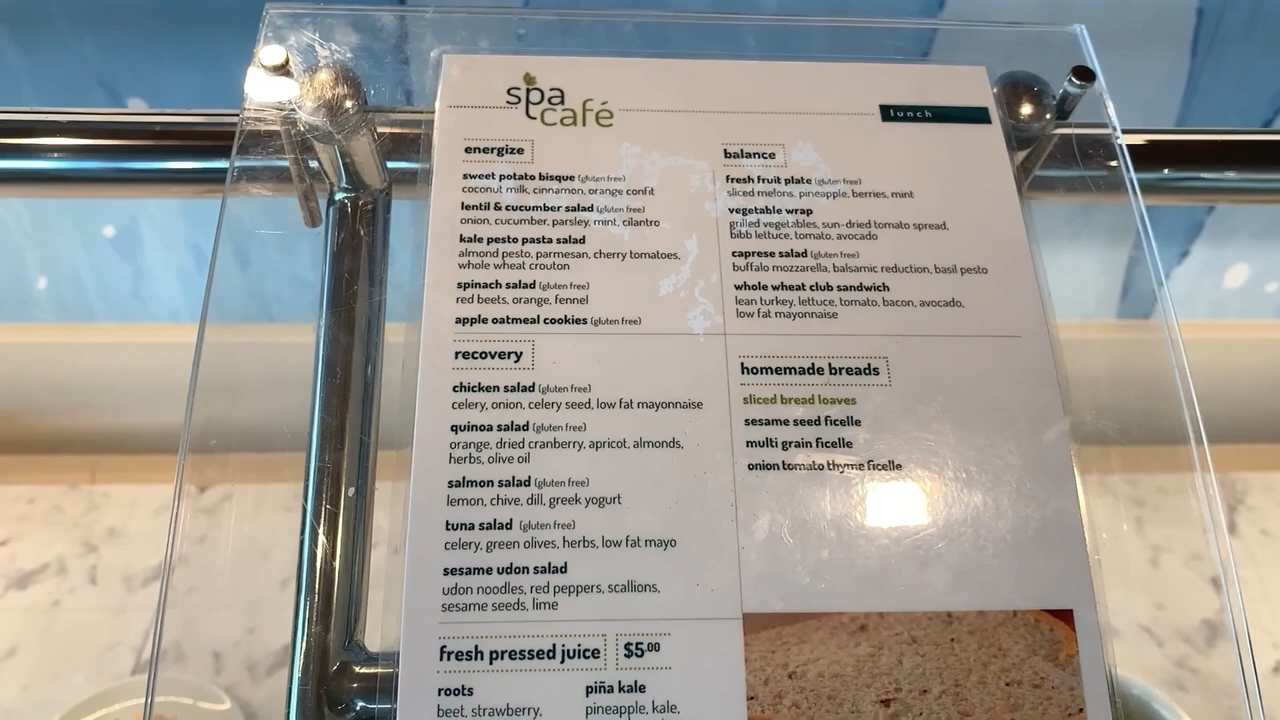 spa
café
lunch
energize
sweet potato bisque (gluten free)
coconut milk, cinnamon, orange confit
lentil & cucumber salad (gluten free)
onion, cucumber, parsley, mint, cilantro
kale pesto pasta salad
almond pesto, parmesan, cherry tomatoes,
whole wheat crouton
spinach salad (gluten free)
red beets, orange, fennel
apple oatmeal cookies (gluten free)
balance
fresh fruit plate (gluten free)
sliced melons, pineapple, berries, mint
vegetable wrap
grilled vegetables, sun-dried tomato spread,
bibb lettuce, tomato, avocado
caprese salad (gluten free)
buffalo mozzarella, balsamic reduction, basil pesto
whole wheat club sandwich
lean turkey, lettuce, tomato, bacon, avocado,
low fat mayonnaise
recovery
chicken salad (gluten free)
celery, onion, celery seed, low fat mayonnaise
quinoa salad (gluten free)
orange, dried cranberry, apricot, almonds,
herbs, olive oil
salmon salad (gluten free)
lemon, chive, dill, greek yogurt
tuna salad (gluten free)
celery, green olives, herbs, low fat mayo
sesame udon salad
udon noodles, red peppers, scallions,
sesame seeds, lime
homemade breads
sliced bread loaves
sesame seed ficelle
multi grain ficelle
onion tomato thyme ficelle
fresh pressed juice $5.00
roots
beet, strawberry,
piña kale
pineapple, kale,